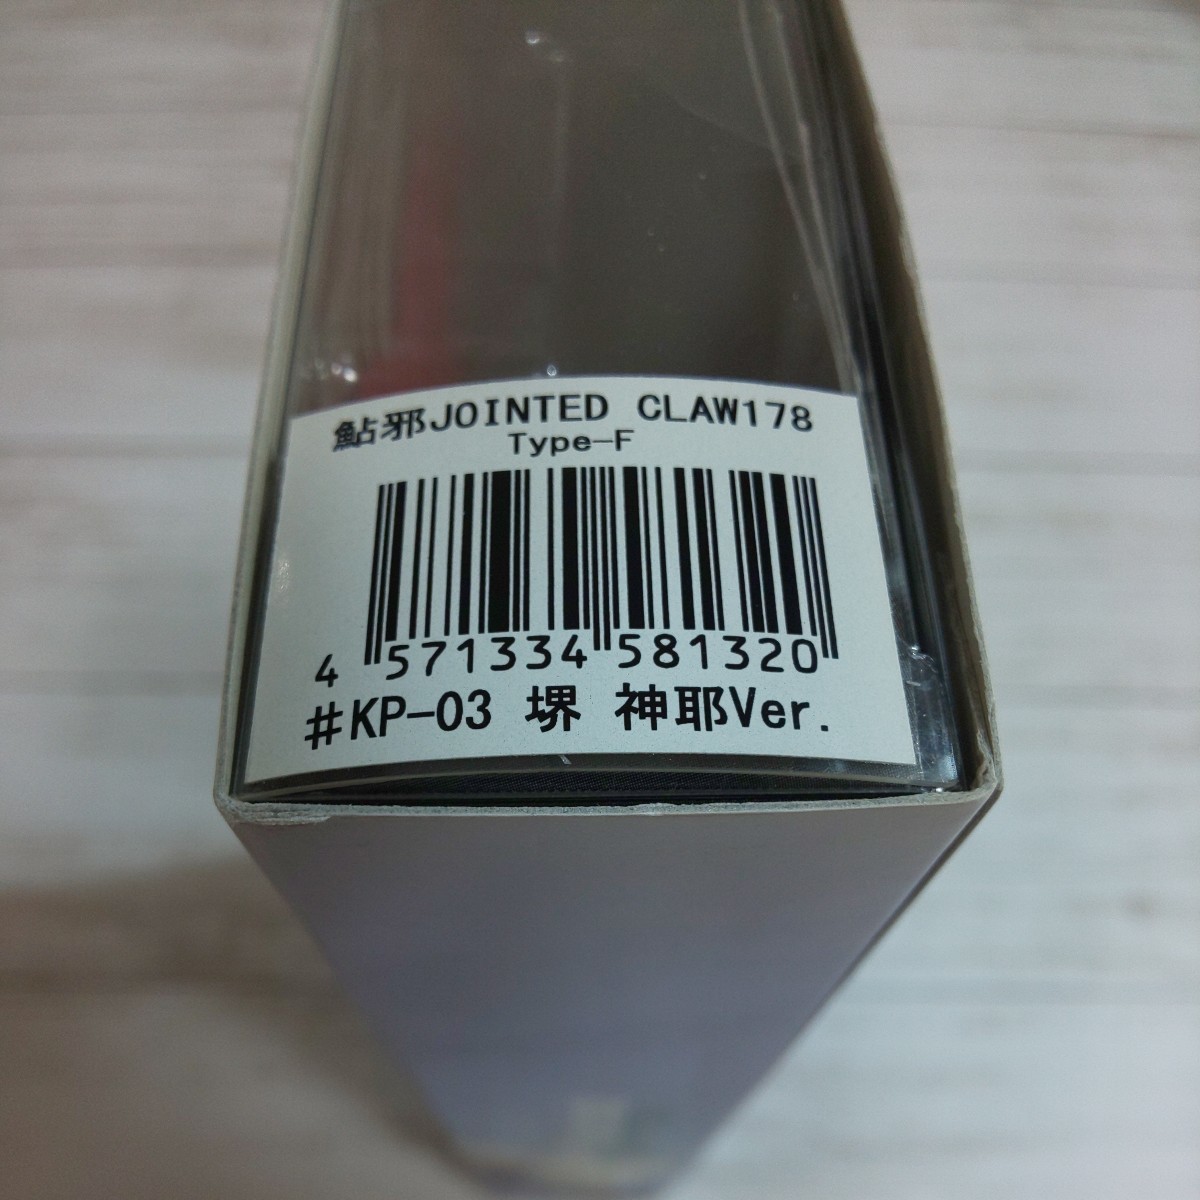 鮎邪JOINTED CLAW178
Type-F
4 571334 581320
#KP-03 堺 神耶Ver.